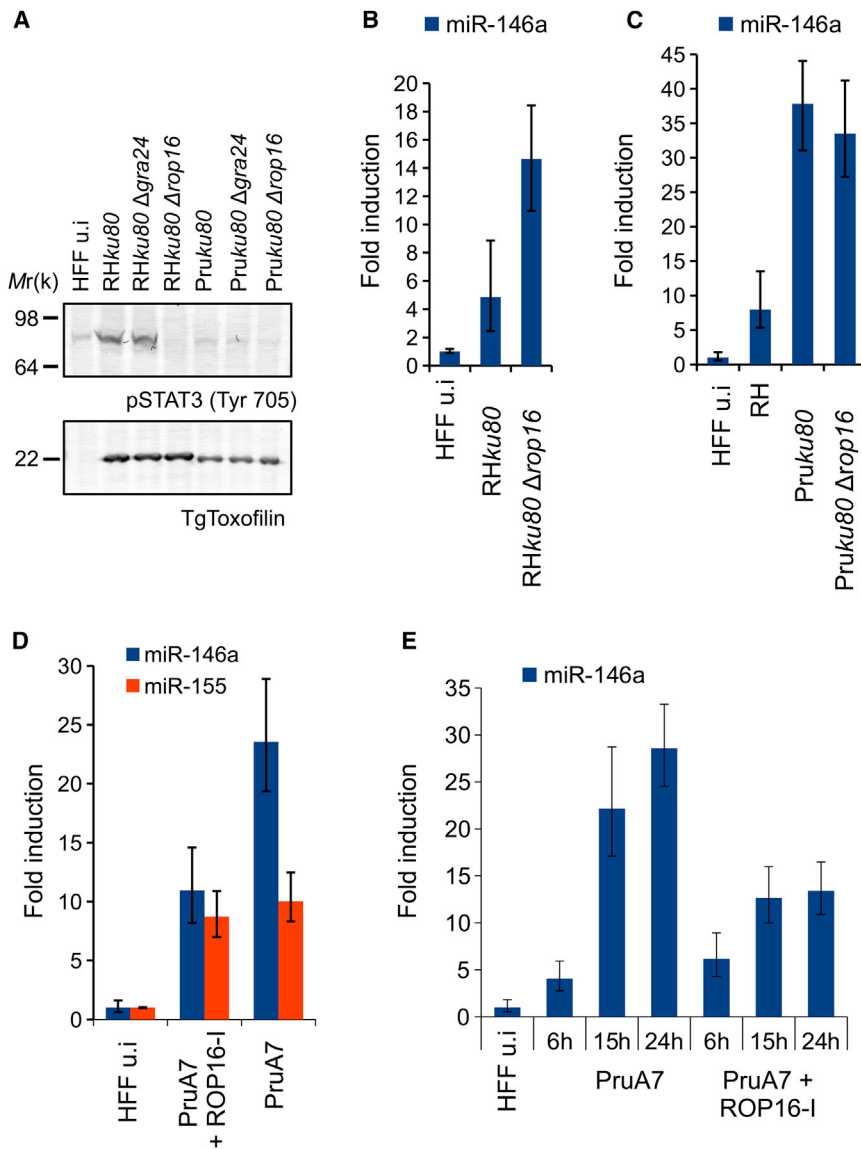 A
HFF u.i
RHku80
RHku80 Δgra24
RHku80 Δrop16
Pruku80
Pruku80 Δgra24
Pruku80 Δrop16
Mr(k)
98
64
pSTAT3 (Tyr 705)
22
TgToxofilin
B
miR-146a
Fold induction
20
18
16
14
12
10
8
6
4
2
0
HFF u.i
RHku80
RHku80 Δrop16
C
miR-146a
Fold induction
45
40
35
30
25
20
15
10
5
0
HFF u.i
RH
Pruku80
Pruku80 Δrop16
D
miR-146a
miR-155
Fold induction
30
25
20
15
10
5
0
HFF u.i
PruA7
+ ROP16-I
PruA7
E
miR-146a
Fold induction
35
30
25
20
15
10
5
0
HFF u.i
6h 15h 24h 6h 15h 24h
PruA7
PruA7 +
ROP16-I